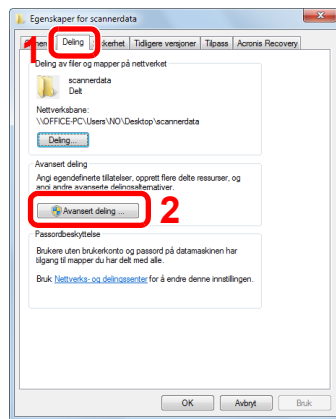 Egenskaper for scannerdata
1
Deling
Tidligere versjoner
Tilpass
Acronis Recovery
Deling av filer og mapper på nettverket
scannerdata
Delt
Nettverksbane:
\\OFFICE-PC\Users\NO\Desktop\scannerdata
Deling...
Avansert deling
Angi egendefinerte tillatelser, opprett flere delte ressurser, og
angi andre avanserte delingsalternativer.
Avansert deling ...
2
Passordbeskyttelse
Brukere uten brukerkonto og passord på datamaskinen har
tilgang til mapper du har delt med alle.
Bruk Nettverks- og delingssenter for å endre denne innstillingen.
OK
Avbryt
Bruk